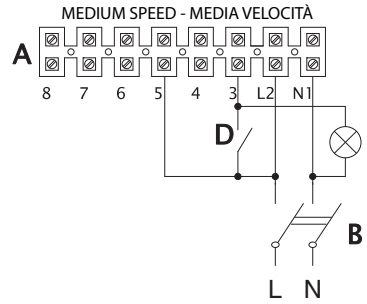 MEDIUM SPEED - MEDIA VELOCITÀ
A
8 7 6 5 4 3 L2 N1
D
B
L N